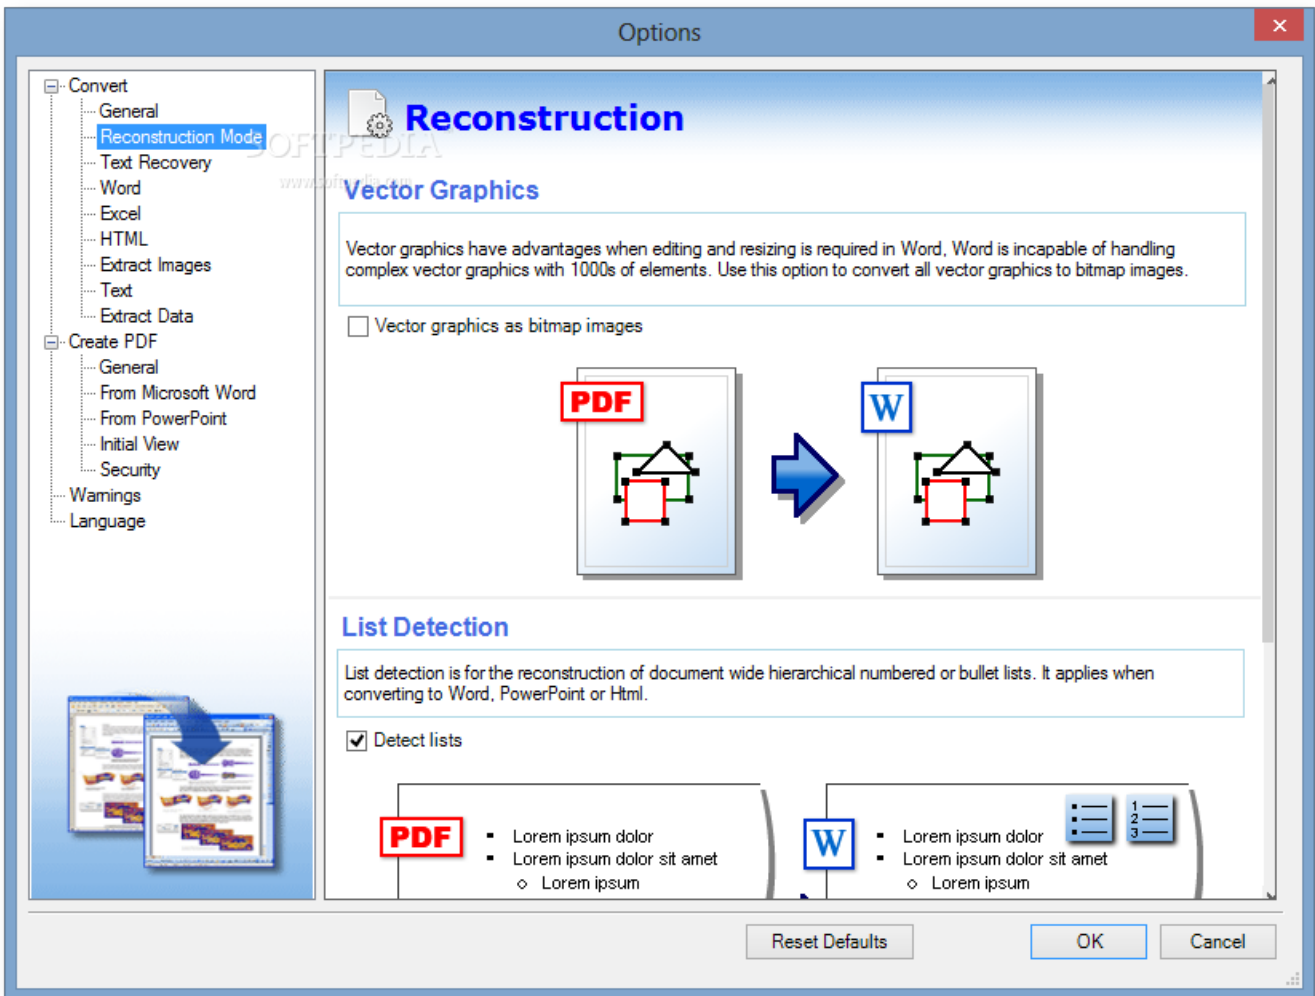 Options
Convert
General
Reconstruction Mode
Text Recovery
Word
Excel
HTML
Extract Images
Text
Extract Data
Create PDF
General
From Microsoft Word
From PowerPoint
Initial View
Security
Warnings
Language
SOFTPEDIA
www.softpedia.com
Reconstruction
Vector Graphics
Vector graphics have advantages when editing and resizing is required in Word, Word is incapable of handling
complex vector graphics with 1000s of elements. Use this option to convert all vector graphics to bitmap images.
Vector graphics as bitmap images
PDF
W
List Detection
List detection is for the reconstruction of document wide hierarchical numbered or bullet lists. It applies when
converting to Word, PowerPoint or Html.
Detect lists
PDF
Lorem ipsum dolor
Lorem ipsum dolor sit amet
Lorem ipsum
W
Lorem ipsum dolor
Lorem ipsum dolor sit amet
Lorem ipsum
1
2
3
Reset Defaults
OK
Cancel